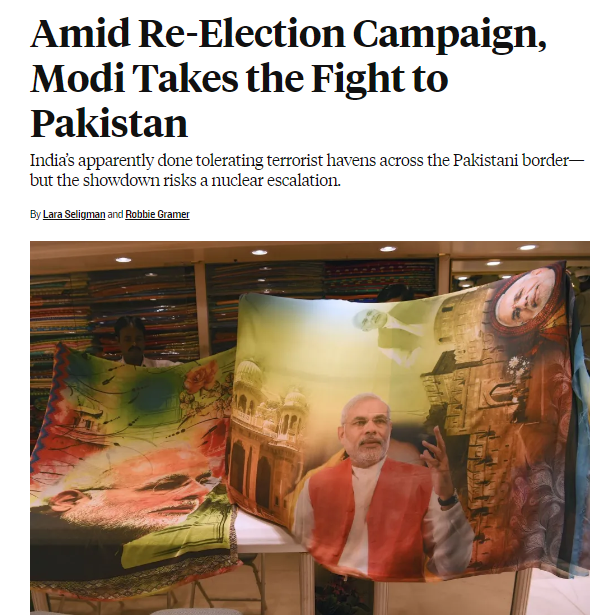 Amid Re-Election Campaign,
Modi Takes the Fight to
Pakistan
India's apparently done tolerating terrorist havens across the Pakistani border—
but the showdown risks a nuclear escalation.
By Lara Seligman and Robbie Gramer